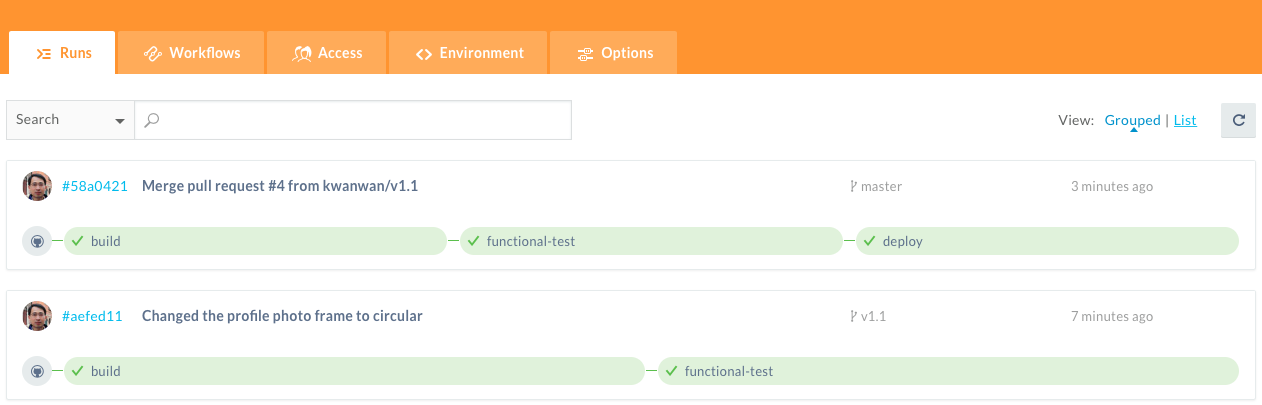 Runs Workflows Access Environment Options
Search View: Grouped | List
#58a0421 Merge pull request #4 from kwanwan/v1.1 master 3 minutes ago
build functional-test deploy
#aefed11 Changed the profile photo frame to circular v1.1 7 minutes ago
build functional-test